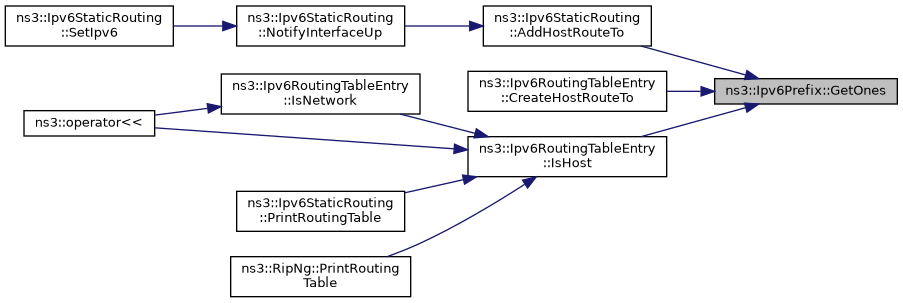 ns3::Ipv6StaticRouting
::SetIpv6
ns3::Ipv6StaticRouting
::NotifyInterfaceUp
ns3::Ipv6StaticRouting
::AddHostRouteTo
ns3::Ipv6RoutingTableEntry
::IsNetwork
ns3::Ipv6RoutingTableEntry
::CreateHostRouteTo
ns3::Ipv6Prefix::GetOnes
ns3::operator<<
ns3::Ipv6RoutingTableEntry
::IsHost
ns3::Ipv6StaticRouting
::PrintRoutingTable
ns3::RipNg::PrintRouting
Table